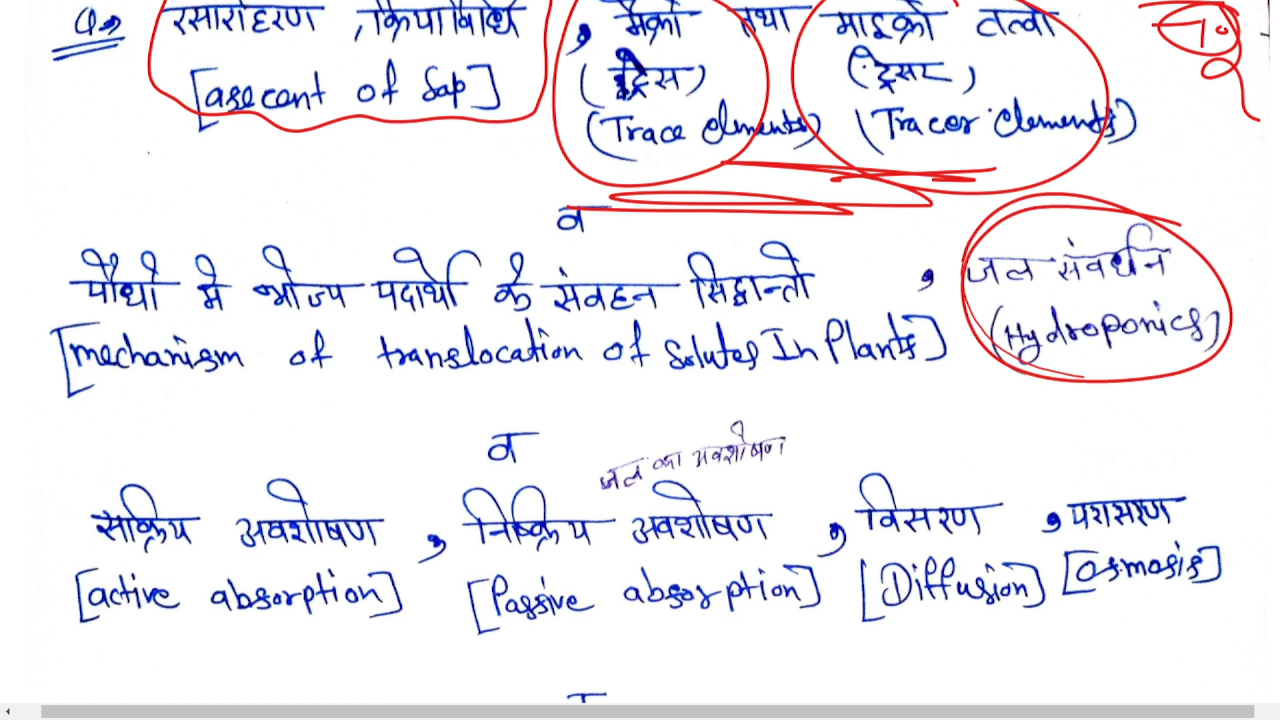 Q→ रसारोहरण , क्रियाविधि , मैक्रो तथा माइक्रो तत्वो
[asecant of Sap] (ट्रेस) (ट्रेसर)
(Trace elements) (Tracer elements)
व
पौधो मे भोज्य पदार्थो के संवहन सिद्धान्तो , जल संवर्धन
[mechanism of translocation of Solutes In Plants] (Hydroponics)
व
जल का अवशोषण
सक्रिय अवशोषण , निष्क्रिय अवशोषण , विसरण , परासरण
[active absorption] [Passive absorption] [Diffusion] [Osmosis]